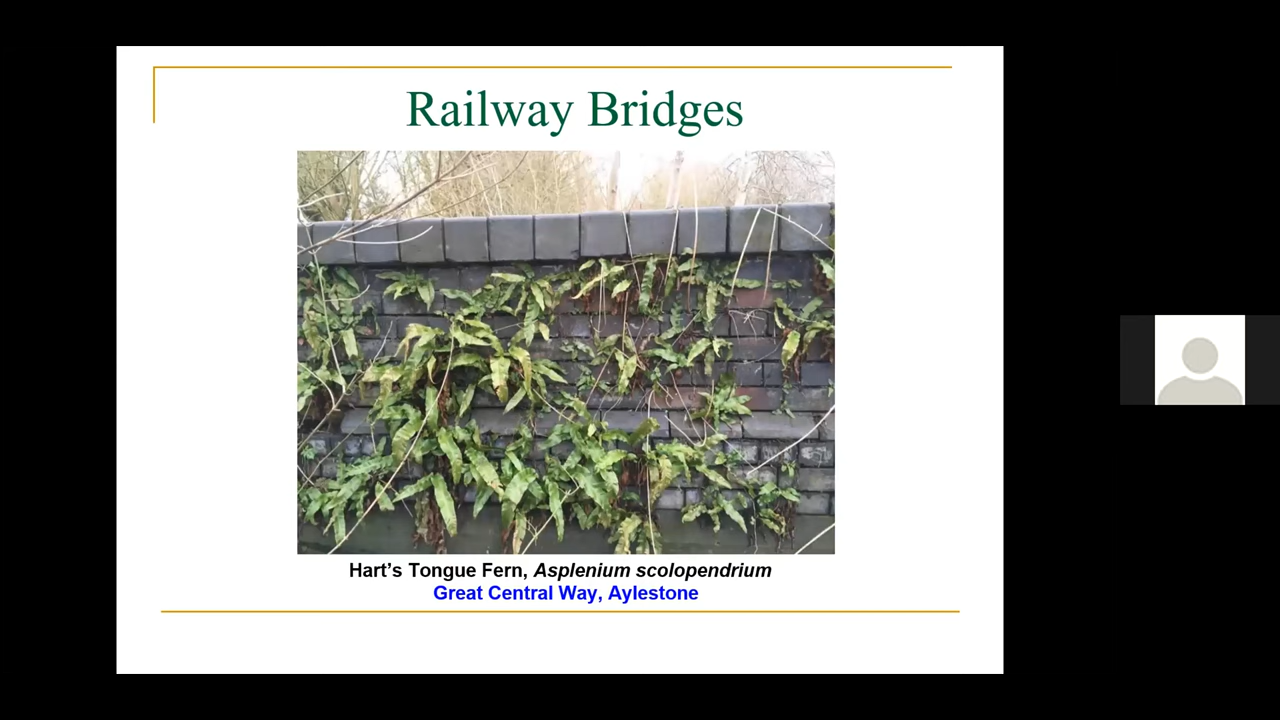 Railway Bridges
Hart's Tongue Fern, Asplenium scolopendrium
Great Central Way, Aylestone